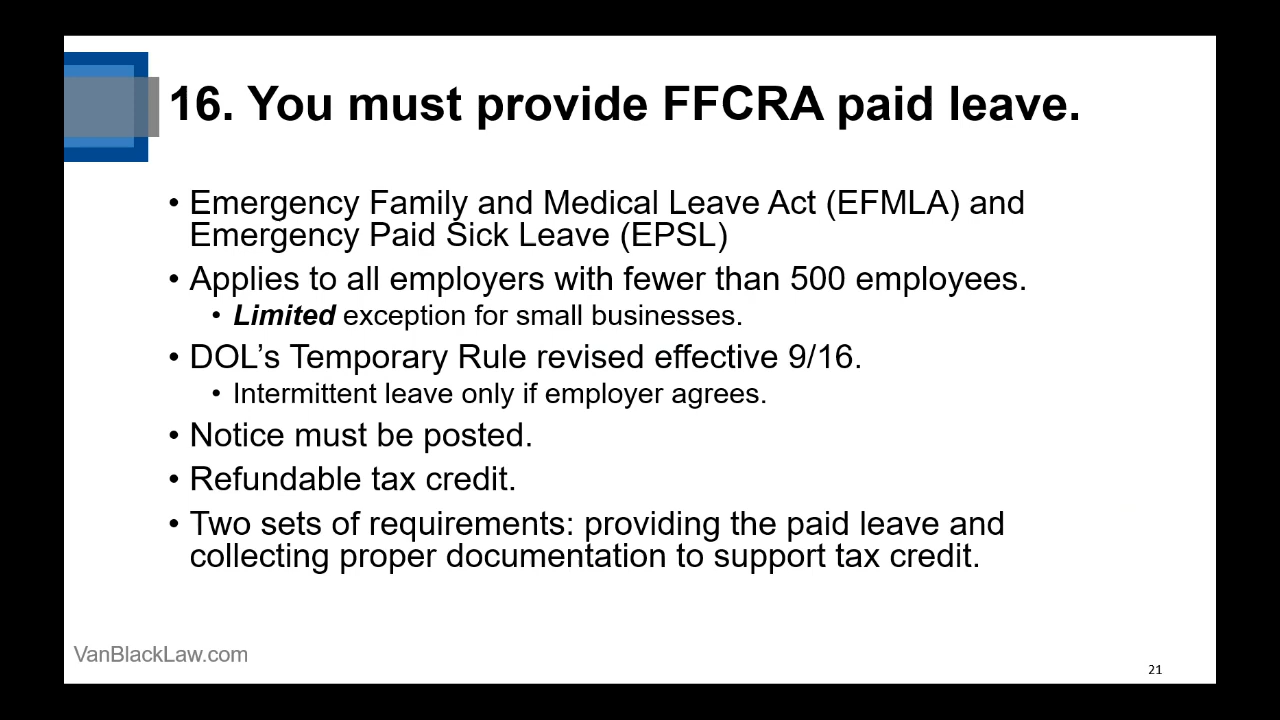 16. You must provide FFCRA paid leave.
• Emergency Family and Medical Leave Act (EFMLA) and
Emergency Paid Sick Leave (EPSL)
• Applies to all employers with fewer than 500 employees.
• Limited exception for small businesses.
• DOL’s Temporary Rule revised effective 9/16.
• Intermittent leave only if employer agrees.
• Notice must be posted.
• Refundable tax credit.
• Two sets of requirements: providing the paid leave and
collecting proper documentation to support tax credit.
VanBlackLaw.com
21